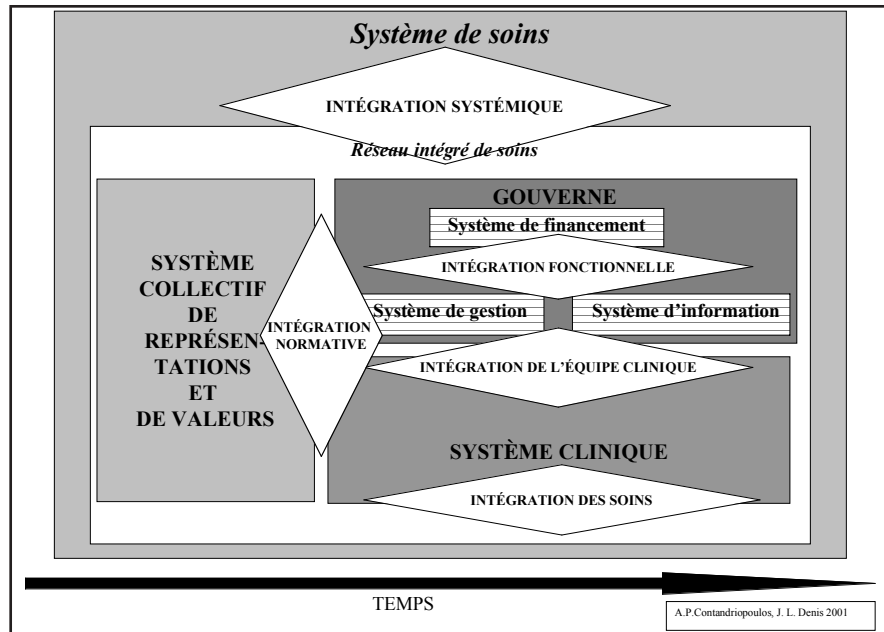 Système de soins
INTÉGRATION SYSTÉMIQUE
Réseau intégré de soins
SYSTÈME
COLLECTIF
DE
REPRÉSEN-
TATIONS
ET
DE VALEURS
INTÉGRATION
NORMATIVE
GOUVERNE
Système de financement
INTÉGRATION FONCTIONNELLE
Système de gestion
Système d’information
INTÉGRATION DE L’ÉQUIPE CLINIQUE
SYSTÈME CLINIQUE
INTÉGRATION DES SOINS
TEMPS
A.P.Contandriopoulos, J. L. Denis 2001